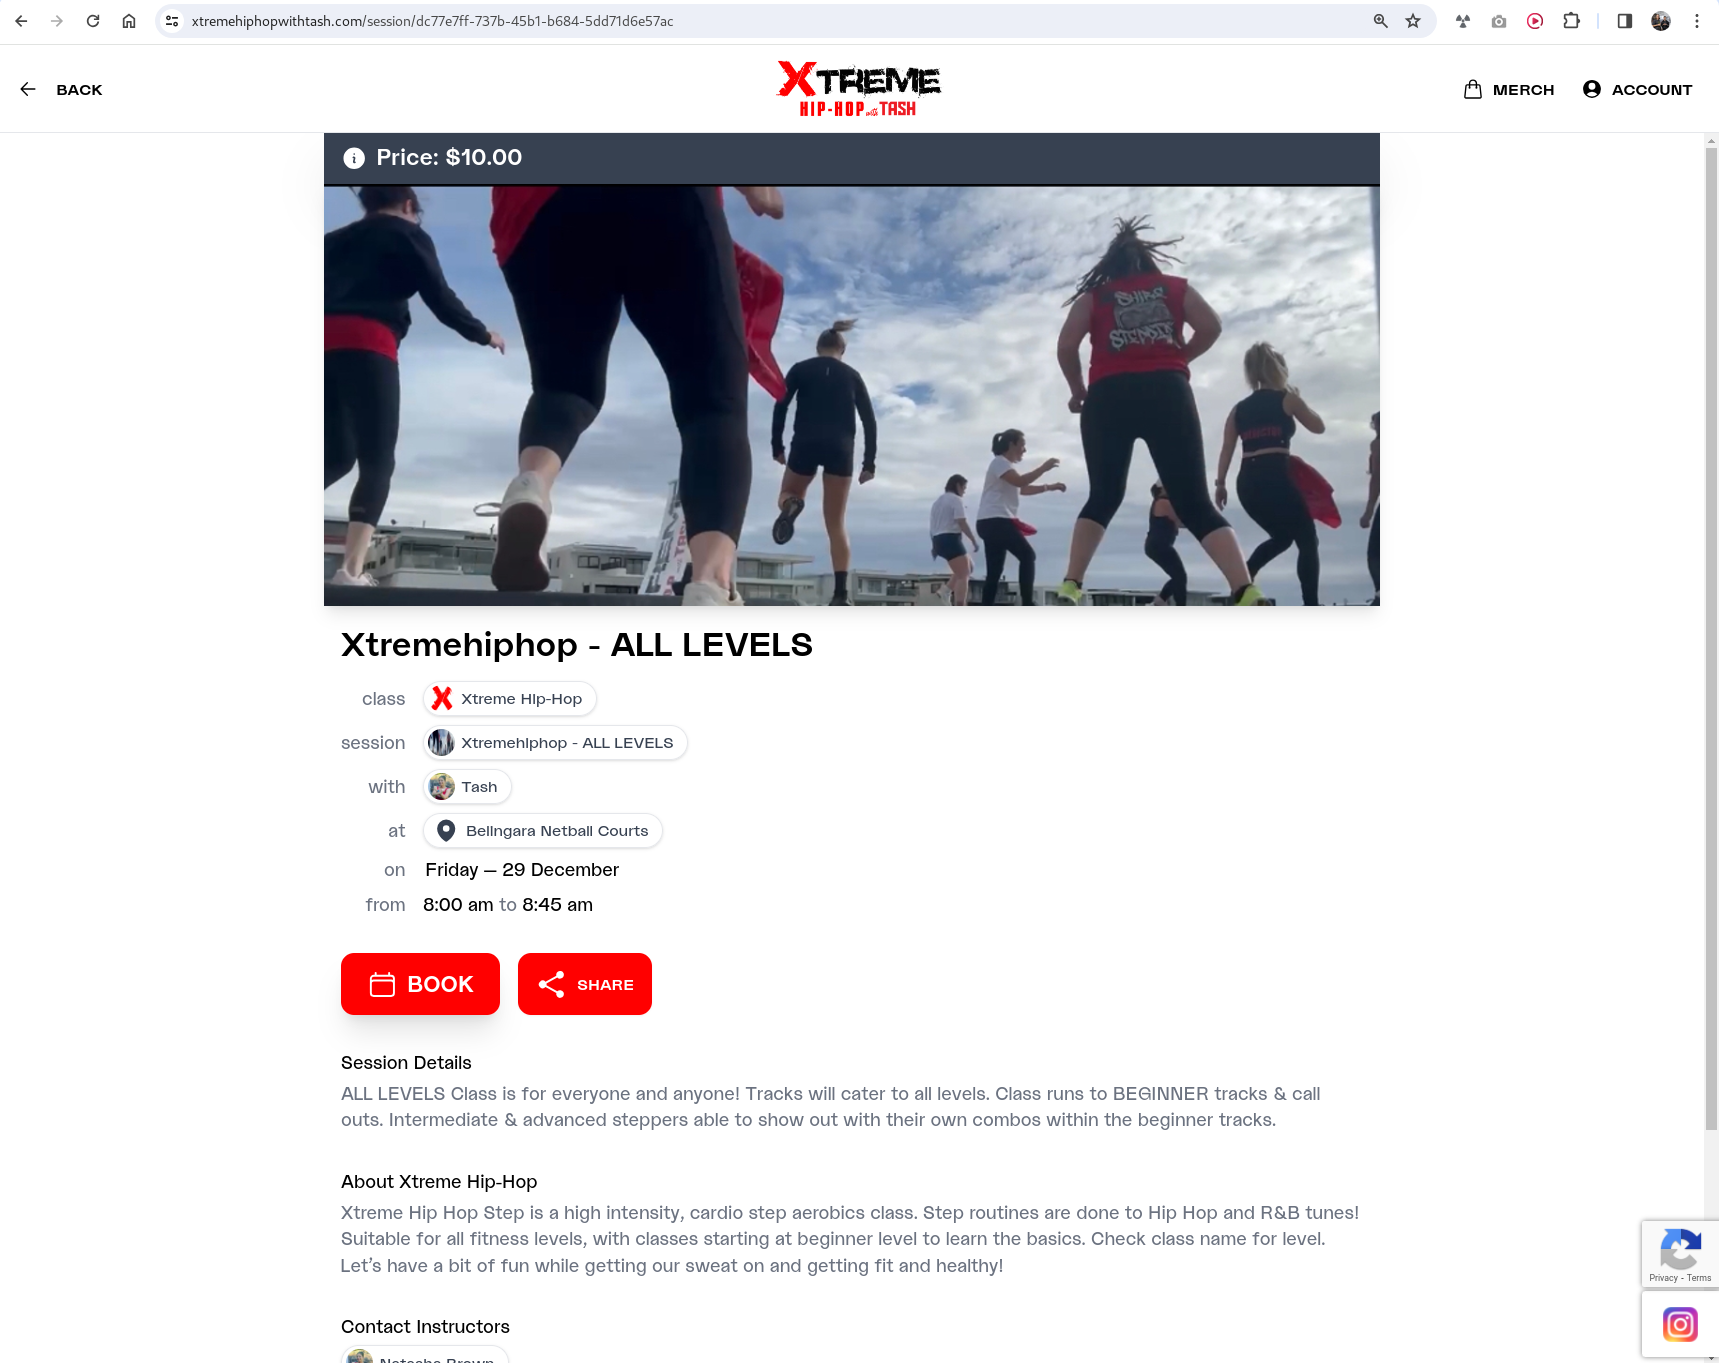 xtremehiphopwithtash.com/session/dc77e7ff-737b-45b1-b684-5dd71d6e57ac
BACK
XTREME
HIP-HOP with TASH
MERCH
ACCOUNT
Price: $10.00
Xtremehiphop - ALL LEVELS
class Xtreme Hip-Hop
session Xtremehiphop - ALL LEVELS
with Tash
at Bellngara Netball Courts
on Friday — 29 December
from 8:00 am to 8:45 am
BOOK
SHARE
Session Details
ALL LEVELS Class is for everyone and anyone! Tracks will cater to all levels. Class runs to BEGINNER tracks & call
outs. Intermediate & advanced steppers able to show out with their own combos within the beginner tracks.
About Xtreme Hip-Hop
Xtreme Hip Hop Step is a high intensity, cardio step aerobics class. Step routines are done to Hip Hop and R&B tunes!
Suitable for all fitness levels, with classes starting at beginner level to learn the basics. Check class name for level.
Let’s have a bit of fun while getting our sweat on and getting fit and healthy!
Privacy - Terms
Contact Instructors
Natasha Brown